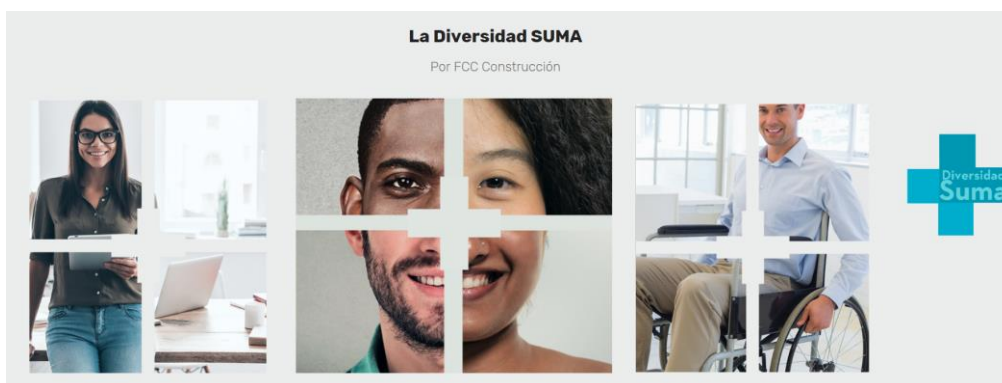 La Diversidad SUMA
Por FCC Construcción
Diversidad
Suma